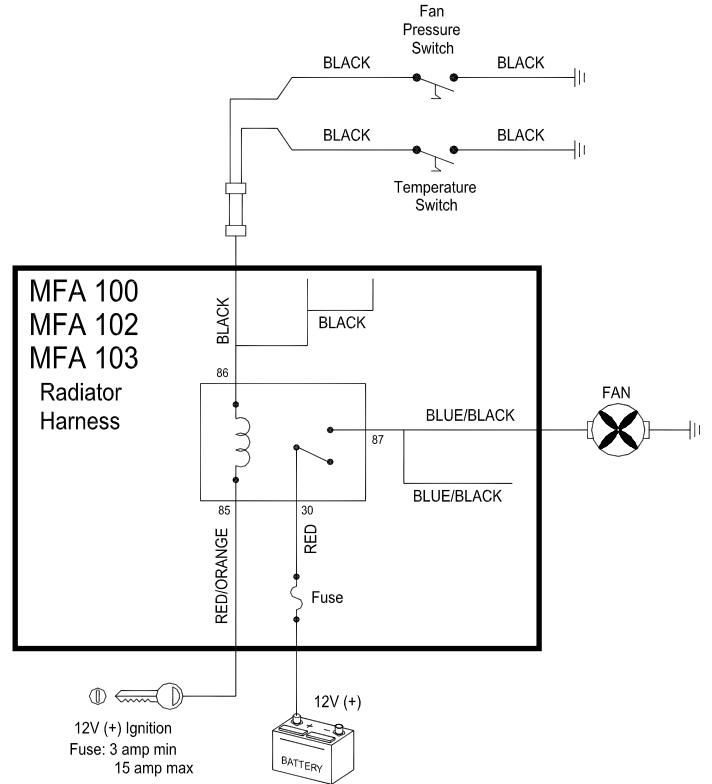 Fan
Pressure
Switch
BLACK
BLACK
BLACK
BLACK
Temperature
Switch
MFA 100
MFA 102
MFA 103
Radiator
Harness
BLACK
BLACK
86
FAN
BLUE/BLACK
87
BLUE/BLACK
85
30
RED/ORANGE
RED
Fuse
12V (+)
12V (+) Ignition
Fuse: 3 amp min
15 amp max
+ -
BATTERY